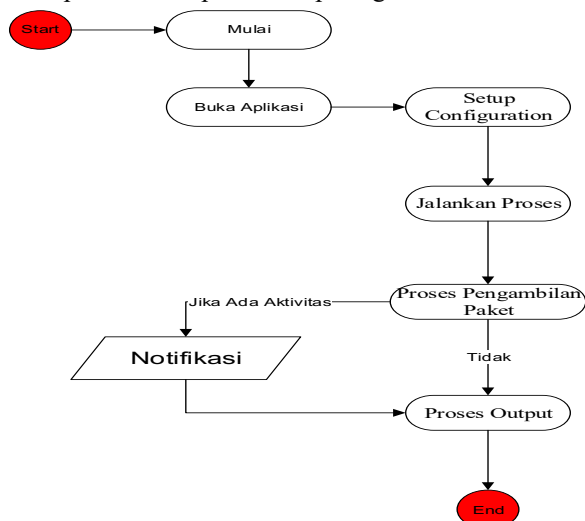 Start
Mulai
Buka Aplikasi
Setup
Configuration
Jalankan Proses
Proses Pengambilan
Paket
Jika Ada Aktivitas
Notifikasi
Tidak
Proses Output
End